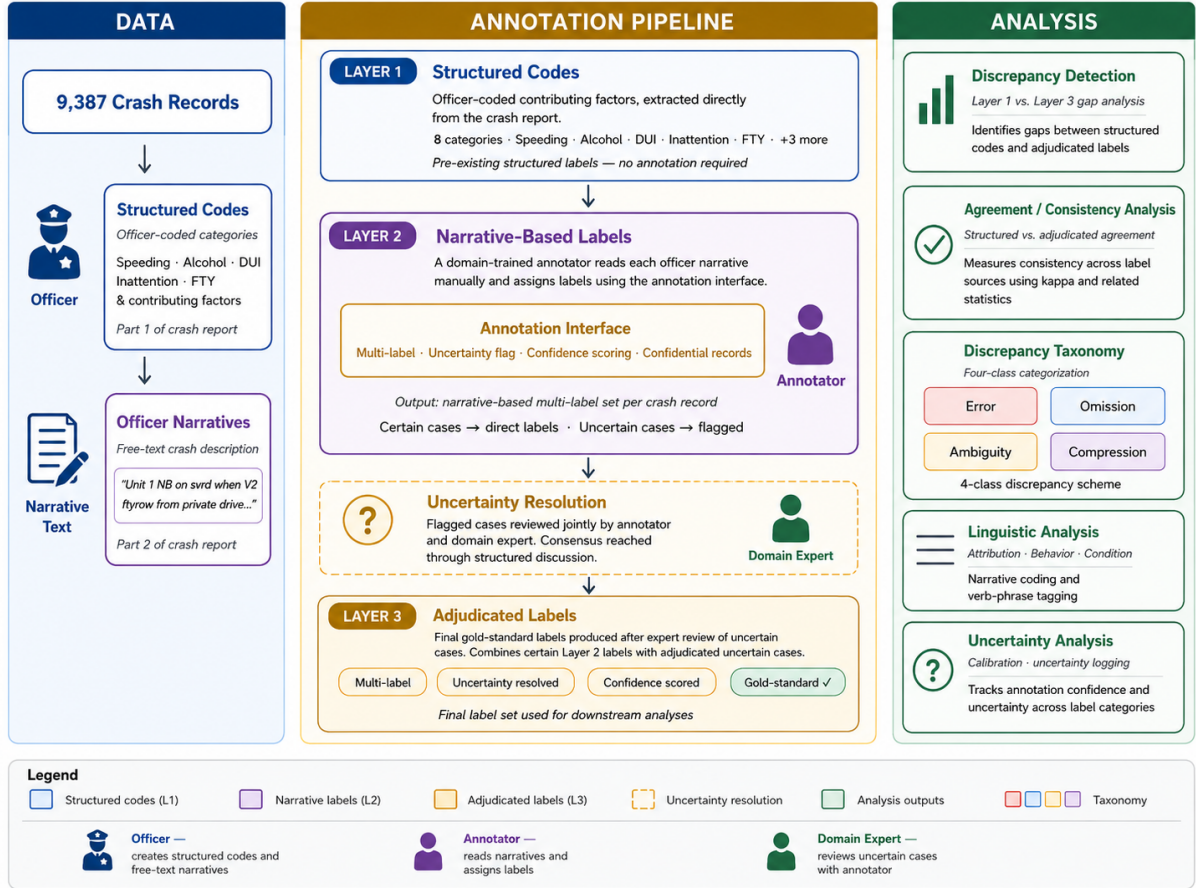 DATA
9,387 Crash Records
Officer
Structured Codes
Officer-coded categories
Speeding · Alcohol · DUI
Inattention · FTY
& contributing factors
Part 1 of crash report
Narrative
Text
Officer Narratives
Free-text crash description
"Unit 1 NB on svrd when V2
ftyrow from private drive..."
Part 2 of crash report
ANNOTATION PIPELINE
LAYER 1
Structured Codes
Officer-coded contributing factors, extracted directly
from the crash report.
8 categories · Speeding · Alcohol · DUI · Inattention · FTY · +3 more
Pre-existing structured labels — no annotation required
LAYER 2
Narrative-Based Labels
A domain-trained annotator reads each officer narrative
manually and assigns labels using the annotation interface.
Annotation Interface
Multi-label · Uncertainty flag · Confidence scoring · Confidential records
Annotator
Output: narrative-based multi-label set per crash record
Certain cases → direct labels · Uncertain cases → flagged
?
Uncertainty Resolution
Flagged cases reviewed jointly by annotator
and domain expert. Consensus reached
through structured discussion.
Domain Expert
LAYER 3
Adjudicated Labels
Final gold-standard labels produced after expert review of uncertain
cases. Combines certain Layer 2 labels with adjudicated uncertain cases.
Multi-label
Uncertainty resolved
Confidence scored
Gold-standard ✓
Final label set used for downstream analyses
ANALYSIS
Discrepancy Detection
Layer 1 vs. Layer 3 gap analysis
Identifies gaps between structured
codes and adjudicated labels
Agreement / Consistency Analysis
Structured vs. adjudicated agreement
Measures consistency across label
sources using kappa and related
statistics
Discrepancy Taxonomy
Four-class categorization
Error
Omission
Ambiguity
Compression
4-class discrepancy scheme
Linguistic Analysis
Attribution · Behavior · Condition
Narrative coding and
verb-phrase tagging
?
Uncertainty Analysis
Calibration · uncertainty logging
Tracks annotation confidence and
uncertainty across label categories
Legend
Structured codes (L1)
Narrative labels (L2)
Adjudicated labels (L3)
Uncertainty resolution
Analysis outputs
Taxonomy
Officer —
creates structured codes and
free-text narratives
Annotator —
reads narratives and
assigns labels
Domain Expert —
reviews uncertain cases
with annotator